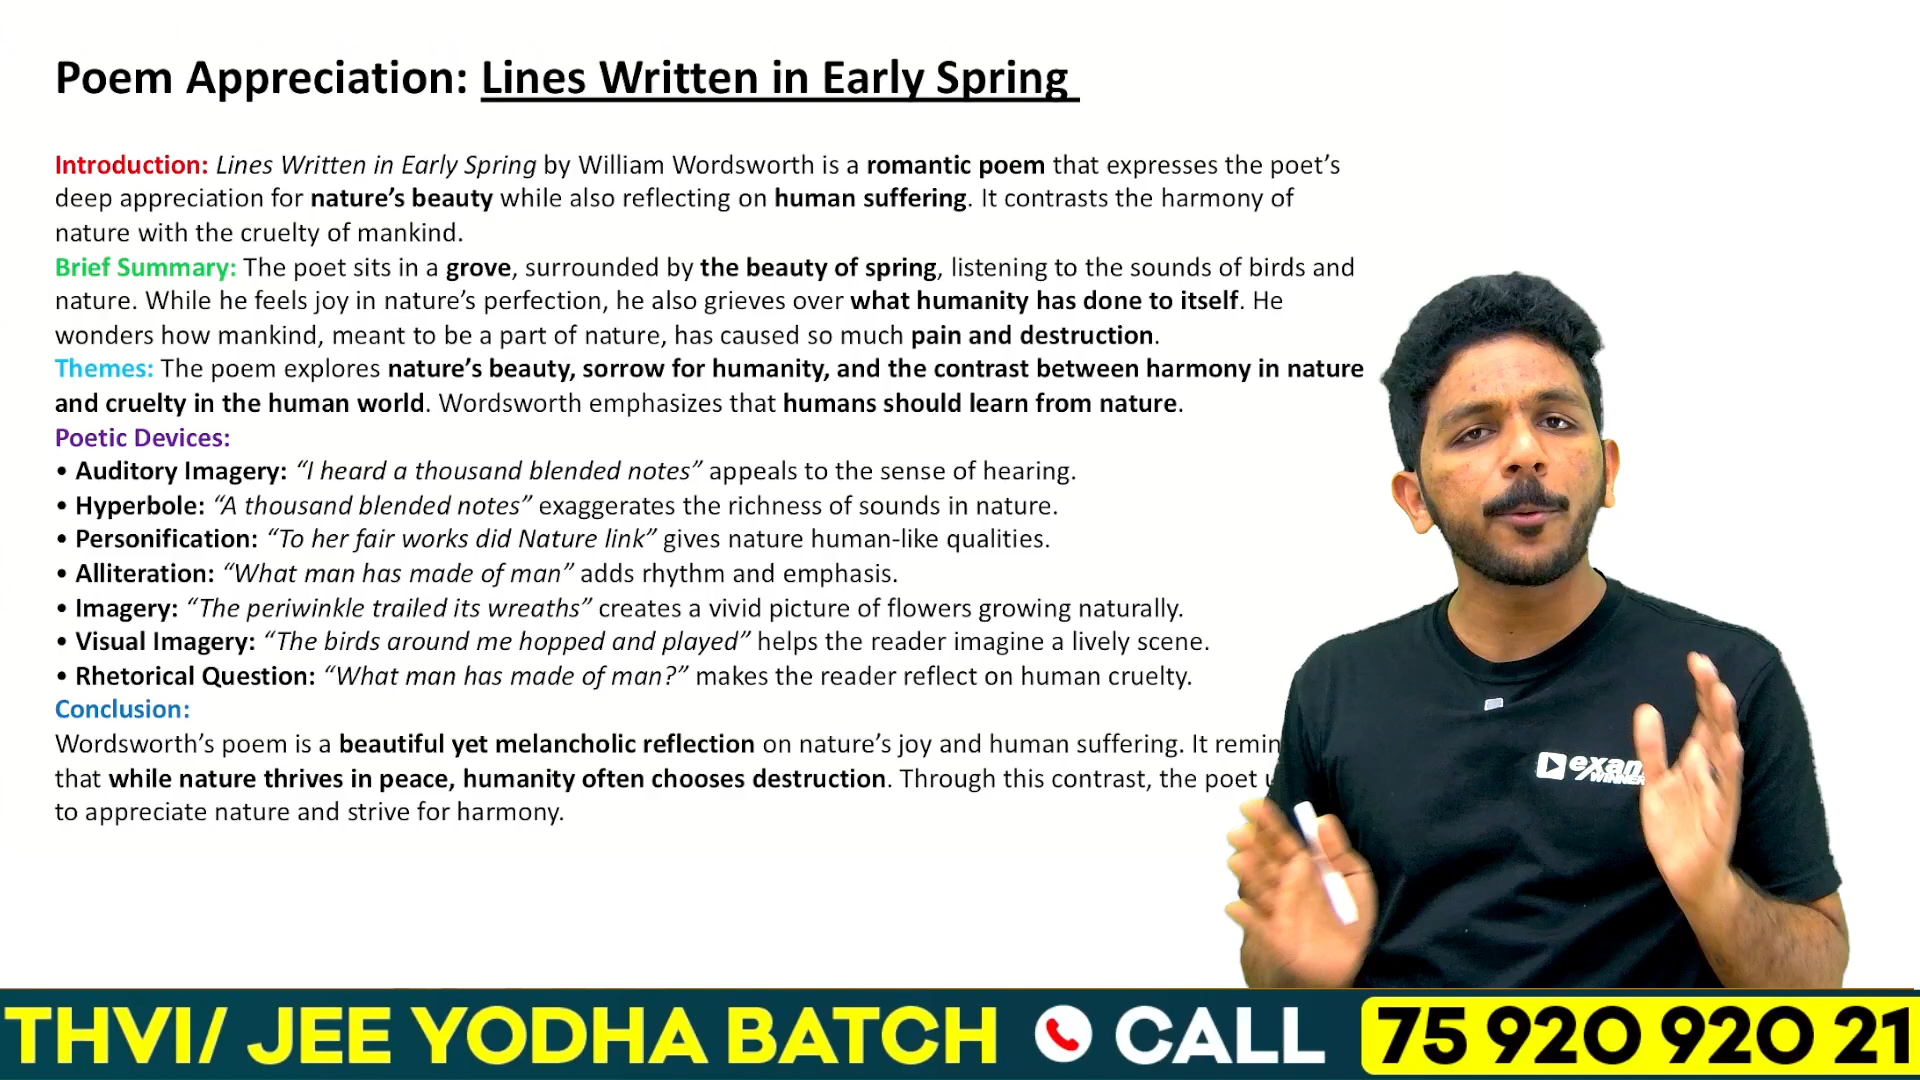 Poem Appreciation: Lines Written in Early Spring
Introduction: Lines Written in Early Spring by William Wordsworth is a romantic poem that expresses the poet’s
deep appreciation for nature’s beauty while also reflecting on human suffering. It contrasts the harmony of
nature with the cruelty of mankind.
Brief Summary: The poet sits in a grove, surrounded by the beauty of spring, listening to the sounds of birds and
nature. While he feels joy in nature’s perfection, he also grieves over what humanity has done to itself. He
wonders how mankind, meant to be a part of nature, has caused so much pain and destruction.
Themes: The poem explores nature’s beauty, sorrow for humanity, and the contrast between harmony in nature
and cruelty in the human world. Wordsworth emphasizes that humans should learn from nature.
Poetic Devices:
• Auditory Imagery: “I heard a thousand blended notes” appeals to the sense of hearing.
• Hyperbole: “A thousand blended notes” exaggerates the richness of sounds in nature.
• Personification: “To her fair works did Nature link” gives nature human-like qualities.
• Alliteration: “What man has made of man” adds rhythm and emphasis.
• Imagery: “The periwinkle trailed its wreaths” creates a vivid picture of flowers growing naturally.
• Visual Imagery: “The birds around me hopped and played” helps the reader imagine a lively scene.
• Rhetorical Question: “What man has made of man?” makes the reader reflect on human cruelty.
Conclusion:
Wordsworth’s poem is a beautiful yet melancholic reflection on nature’s joy and human suffering. It remin
that while nature thrives in peace, humanity often chooses destruction. Through this contrast, the poet
to appreciate nature and strive for harmony.
exam
WINNER
THVI/ JEE YODHA BATCH CALL 75 920 920 21